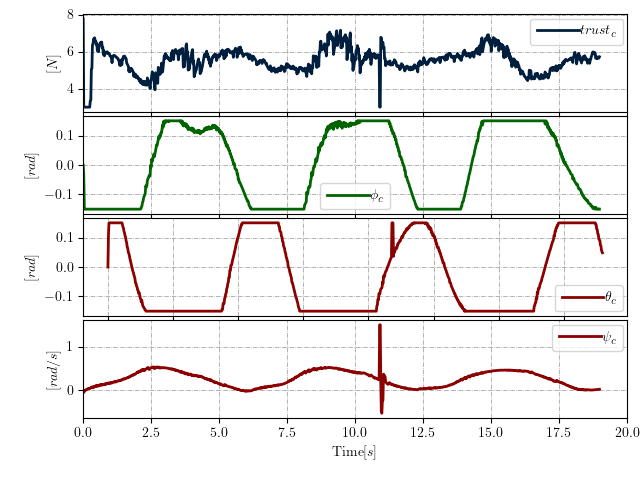 8
6
4
[N]
trust_c
0.1
0.0
−0.1
[rad]
ϕ_c
0.1
0.0
−0.1
[rad]
θ_c
1
0
[rad/s]
ψ_c
0.0 2.5 5.0 7.5 10.0 12.5 15.0 17.5 20.0
Time[s]